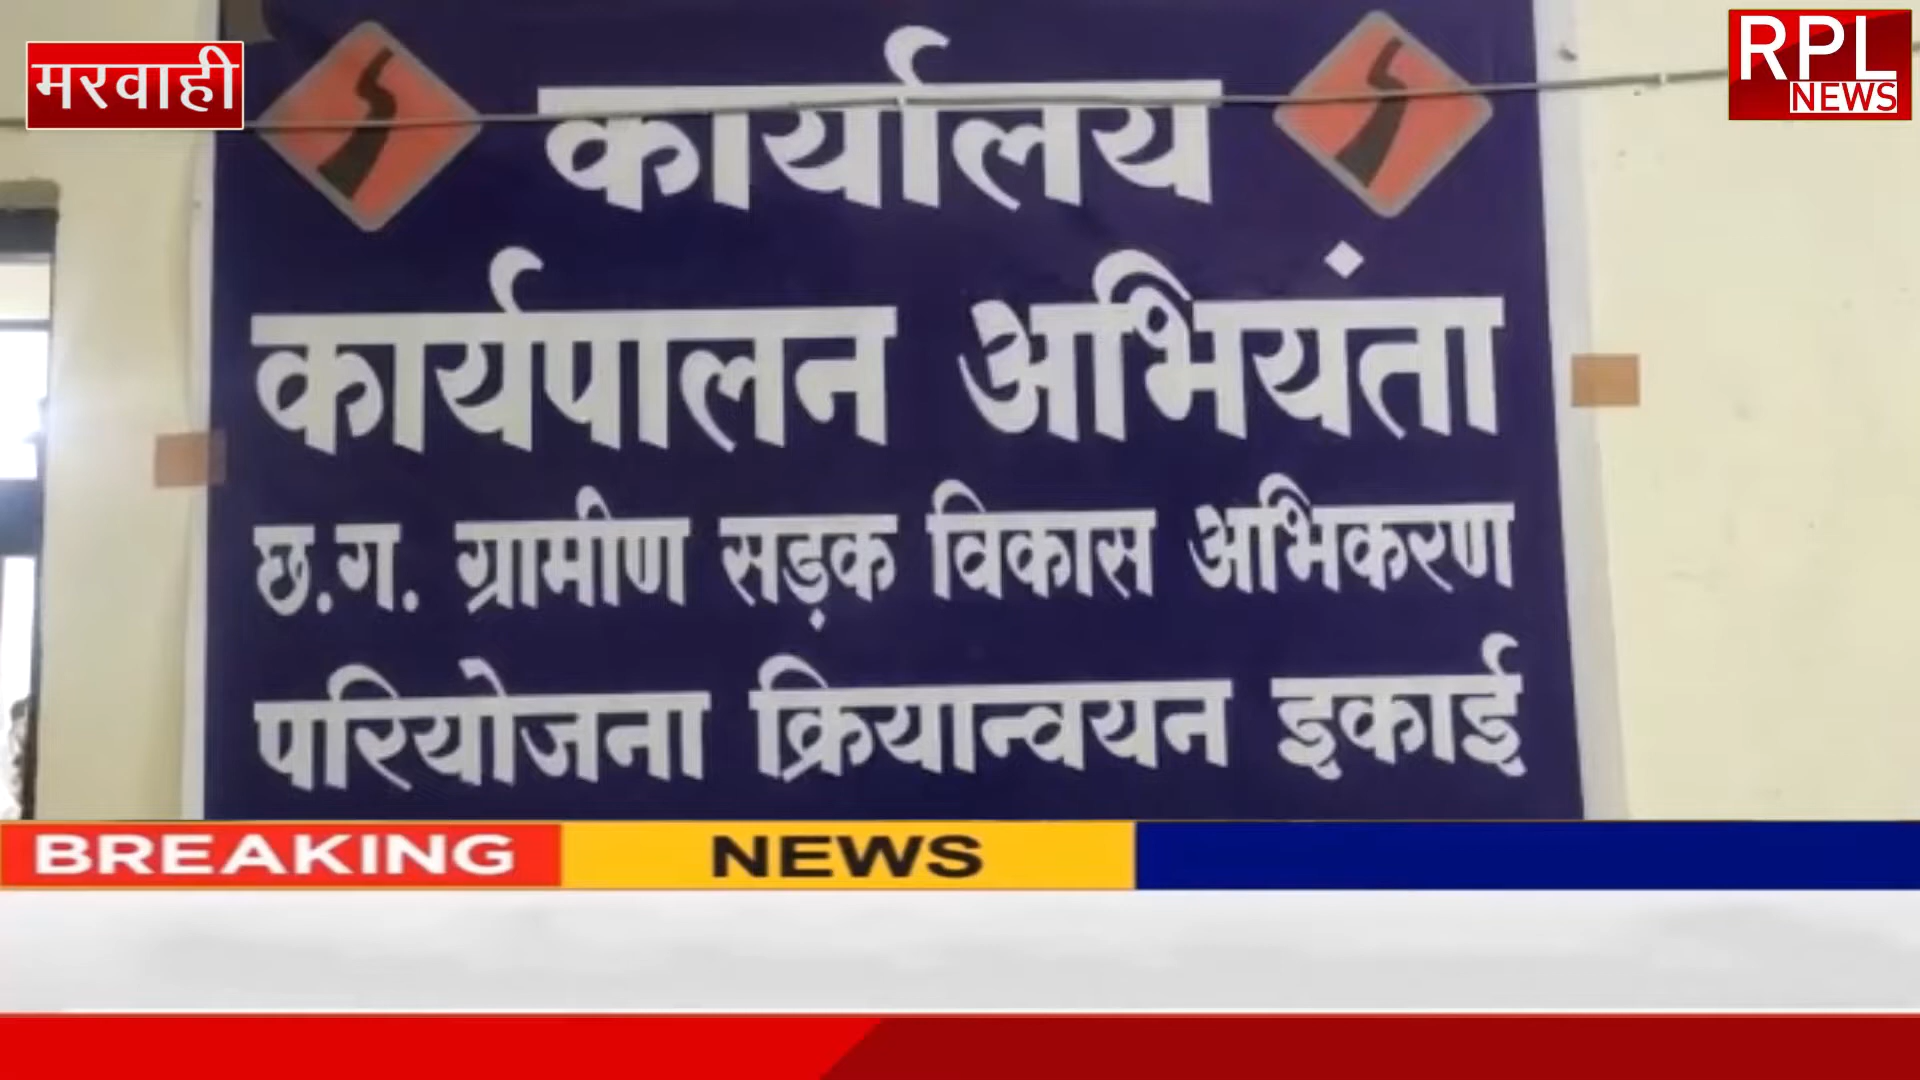 मरवाही
RPL
NEWS
कार्यालय
कार्यपालन अभियंता
छ.ग. ग्रामीण सड़क विकास अभिकरण
परियोजना क्रियान्वयन इकाई
BREAKING NEWS